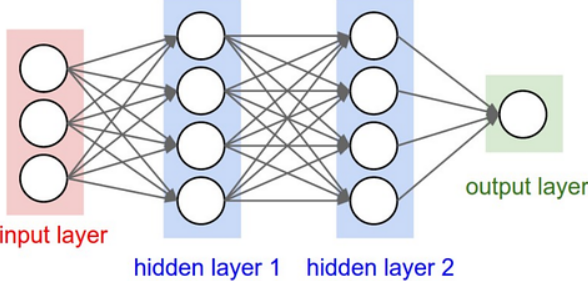 output layer
input layer
hidden layer 1
hidden layer 2